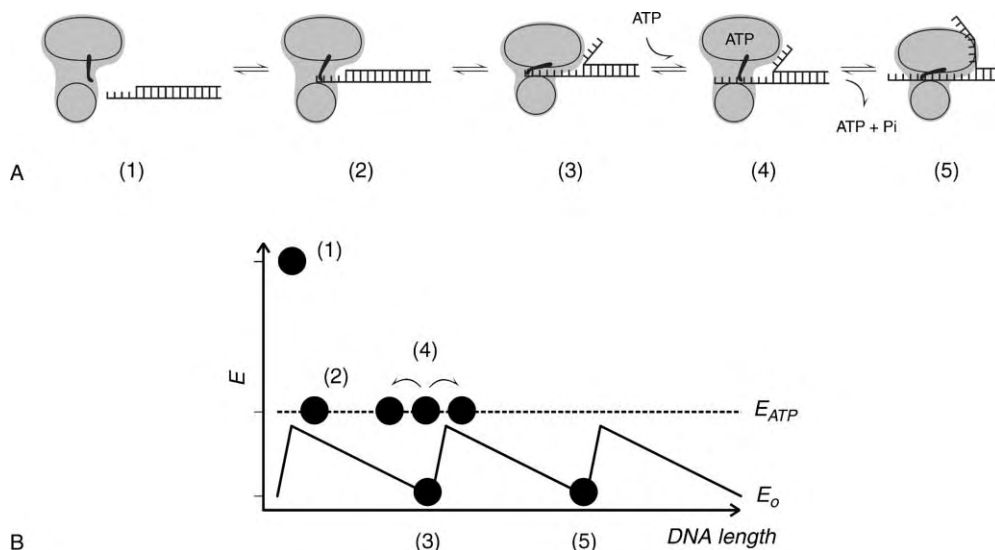 ATP
ATP
ATP + Pi
A (1) (2) (3) (4) (5)
(1)
(4)
E
(2)
E_ATP
E_o
B (3) (5) DNA length